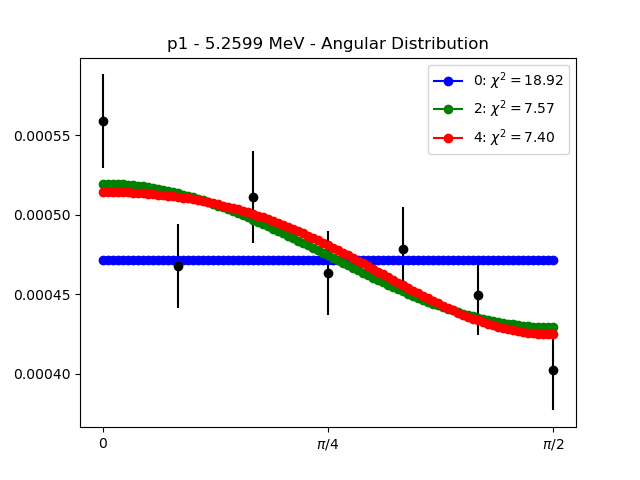 p1 - 5.2599 MeV - Angular Distribution
0: χ² = 18.92
2: χ² = 7.57
4: χ² = 7.40
0.00055
0.00050
0.00045
0.00040
0 π/4 π/2